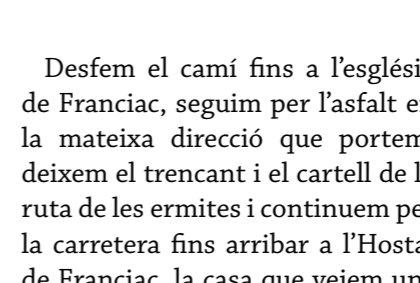 Desfem el camí fins a l'esglési
de Franciac, seguim per l'asfalt e
la mateixa direcció que portem
deixem el trencant i el cartell de l
ruta de les ermites i continuem pe
la carretera fins arribar a l'Hosta
de Franciac, la casa que veiem un